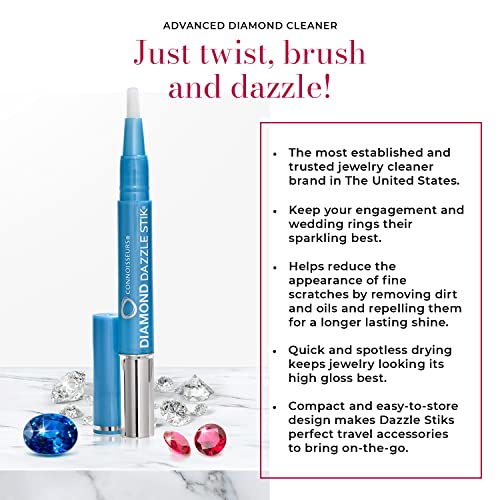 ADVANCED DIAMOND CLEANER
Just twist, brush
and dazzle!
CONNOISSEURS®
DIAMOND DAZZLE STIK®
• The most established and
trusted jewelry cleaner
brand in The United States.
• Keep your engagement and
wedding rings their
sparkling best.
• Helps reduce the
appearance of fine
scratches by removing dirt
and oils and repelling them
for a longer lasting shine.
• Quick and spotless drying
keeps jewelry looking its
high gloss best.
• Compact and easy-to-store
design makes Dazzle Stiks
perfect travel accessories
to bring on-the-go.